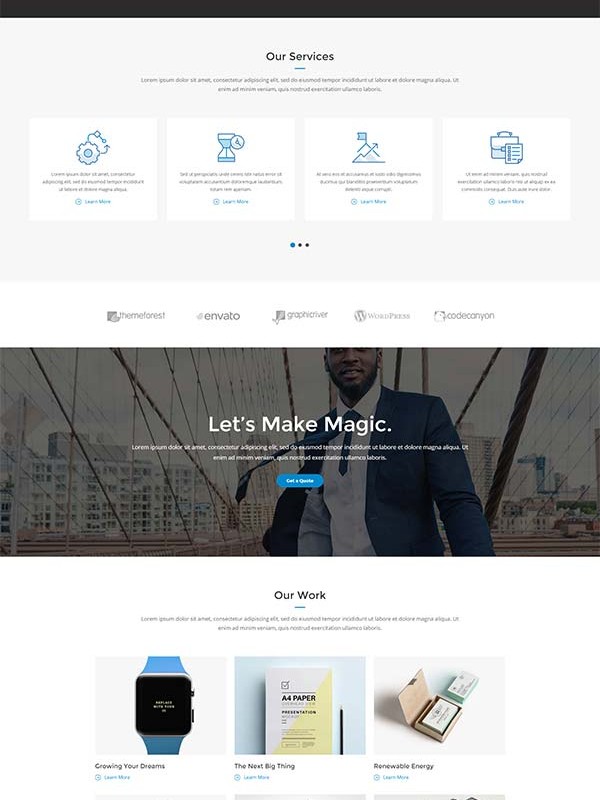 Our Services
Lorem ipsum dolor sit amet, consectetur adipiscing elit, sed do eiusmod tempor incididunt ut labore et dolore magna aliqua. Ut
enim ad minim veniam, quis nostrud exercitation ullamco laboris.
Lorem ipsum dolor sit amet, consectetur
adipiscing elit, sed do eiusmod tempor incididunt
ut labore et dolore magna aliqua.
Learn More
Sed ut perspiciatis unde omnis iste natus error sit
voluptatem accusantium doloremque laudantium,
totam rem aperiam.
Learn More
At vero eos et accusamus et iusto odio dignissimos
ducimus qui blanditiis praesentium voluptatum
deleniti atque corrupti.
Learn More
Ut enim ad minim veniam, quis nostrud
exercitation ullamco laboris nisi ut aliquip ex ea
commodo consequat. Duis aute irure dolor.
Learn More
themeforest
envato
graphicriver
WORDPRESS
codecanyon
Let's Make Magic.
Lorem ipsum dolor sit amet, consectetur adipiscing elit, sed do eiusmod tempor incididunt ut labore et dolore magna aliqua. Ut
enim ad minim veniam, quis nostrud exercitation ullamco laboris.
Get a Quote
Our Work
Lorem ipsum dolor sit amet, consectetur adipiscing elit, sed do eiusmod tempor incididunt ut labore et dolore magna aliqua. Ut
enim ad minim veniam, quis nostrud exercitation ullamco laboris.
REPLACE
WITH YOUR
A4 PAPER
OVERHEAD VIEW
PRESENTATION
MOCKUP
Growing Your Dreams
Learn More
The Next Big Thing
Learn More
Renewable Energy
Learn More